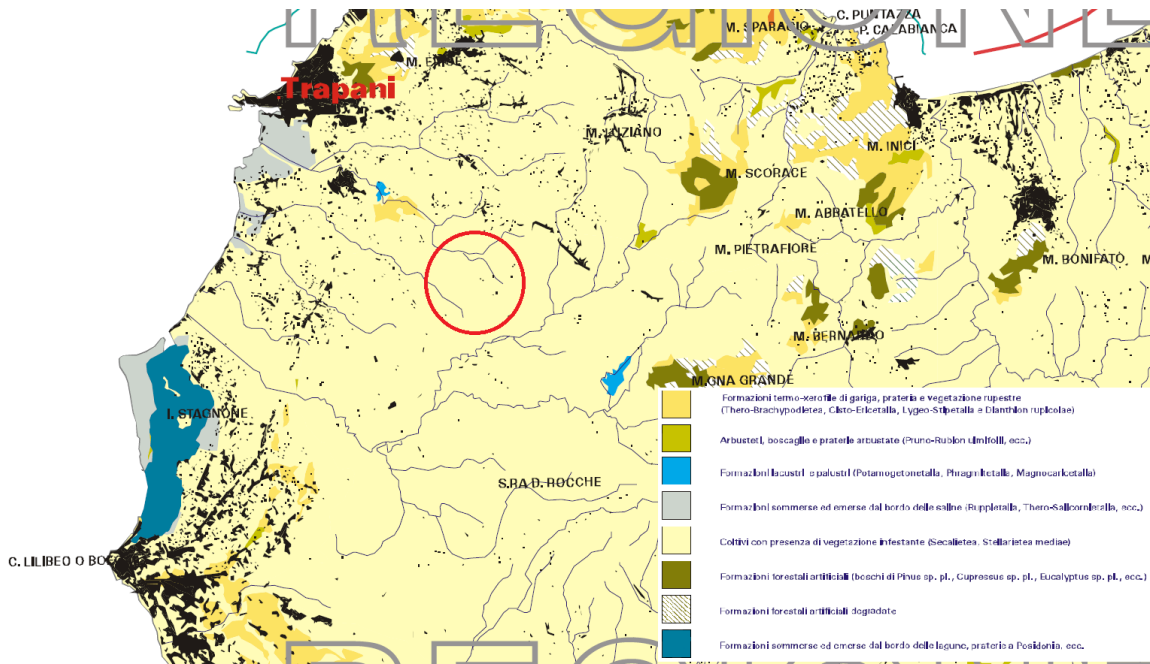 REGIONE
C. PUNTAZZA
M. SPARACIO
P. CALABIANCA
M. ERICE
Trapani
M. LUZIANO
M. INICI
M. SCORACE
M. ABBATELLO
M. PIETRAFIORE
M. BONIFATO
M
M. BERNARDO
M.GNA GRANDE
I. STAGNONE
Formazioni termo-xerofile di gariga, prateria e vegetazione rupestre
(Thero-Brachypodietea, Cisto-Ericetalia, Lygeo-Stipetalia e Dianthion rupicolae)
Arbusteti, boscaglie e praterie arbustate (Pruno-Rubion ulmifolii, ecc.)
Formazioni lacustri e palustri (Potamogetonetalia, Phragmitetalia, Magnocaricetalia)
S.RA D. ROCCHE
Formazioni sommerse ed emerse dal bordo delle saline (Ruppietalia, Thero-Salicornietalia, ecc.)
Coltivi con presenza di vegetazione infestante (Secalietea, Stellarietea mediae)
C. LILIBEO O BOE
Formazioni forestali artificiali (boschi di Pinus sp. pl., Cupressus sp. pl., Eucalyptus sp. pl., ecc.)
Formazioni forestali artificiali degradate
Formazioni sommerse ed emerse dal bordo delle lagune, praterie a Posidonia, ecc.